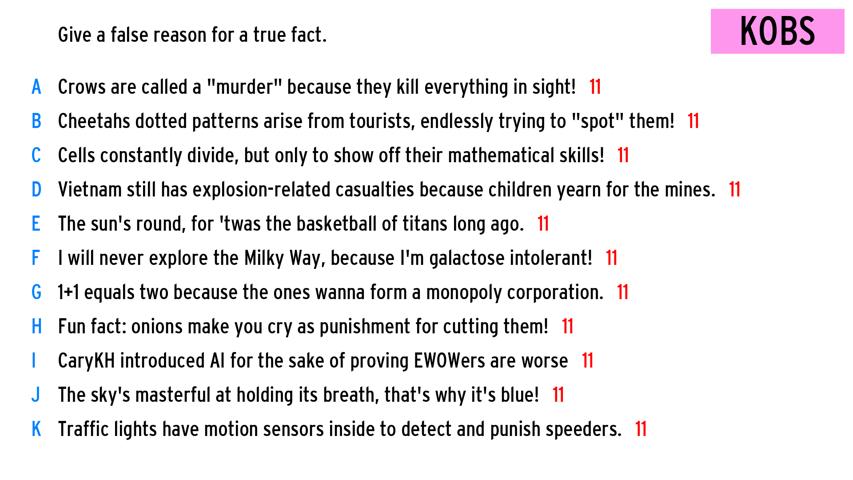 Give a false reason for a true fact.
KOBS
A Crows are called a "murder" because they kill everything in sight! 11
B Cheetahs dotted patterns arise from tourists, endlessly trying to "spot" them! 11
C Cells constantly divide, but only to show off their mathematical skills! 11
D Vietnam still has explosion-related casualties because children yearn for the mines. 11
E The sun's round, for 'twas the basketball of titans long ago. 11
F I will never explore the Milky Way, because I'm galactose intolerant! 11
G 1+1 equals two because the ones wanna form a monopoly corporation. 11
H Fun fact: onions make you cry as punishment for cutting them! 11
I CaryKH introduced AI for the sake of proving EWOWers are worse 11
J The sky's masterful at holding its breath, that's why it's blue! 11
K Traffic lights have motion sensors inside to detect and punish speeders. 11